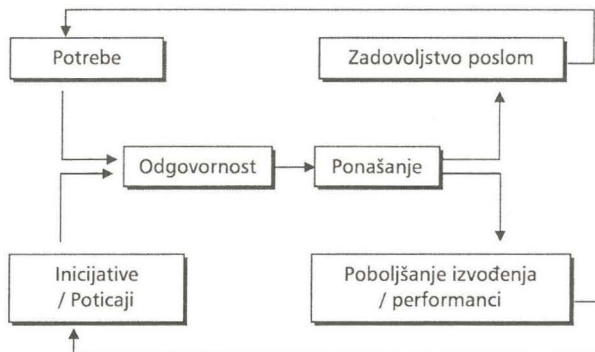 Potrebe
Zadovoljstvo poslom
Odgovornost
Ponašanje
Inicijative
/ Poticaji
Poboljšanje izvođenja
/ performanci